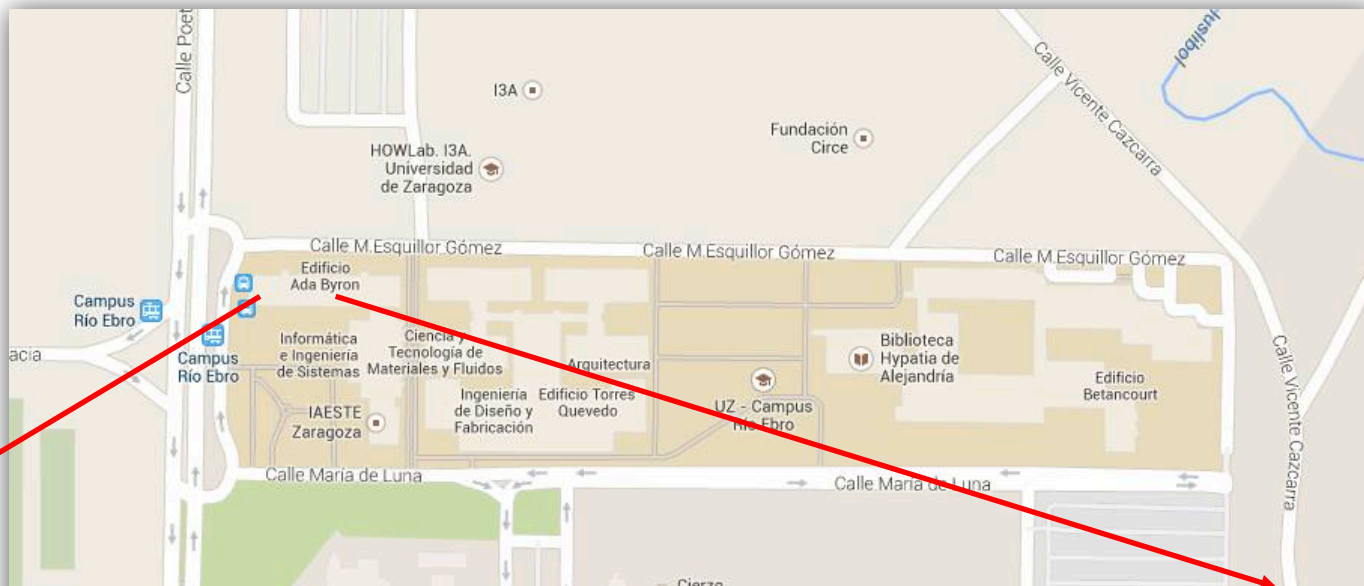 Calle Poet
Juslibol
Calle Vicente Cazcarra
I3A
Fundación
Circe
HOWLab. I3A.
Universidad
de Zaragoza
Calle M.Esquillor Gómez
Calle M.Esquillor Gómez
Calle M.Esquillor Gómez
Edificio
Ada Byron
Campus
Río Ebro
acia
Campus
Río Ebro
Informática
e Ingeniería
de Sistemas
Ciencia y
Tecnología de
Materiales y Fluidos
Arquitectura
Biblioteca
Hypatia de
Alejandría
Calle Vicente Cazcarra
Edificio
Betancourt
Ingeniería
de Diseño y
Fabricación
Edificio Torres
Quevedo
UZ - Campus
Río Ebro
IAESTE
Zaragoza
Calle María de Luna
Calle María de Luna
Cierzo